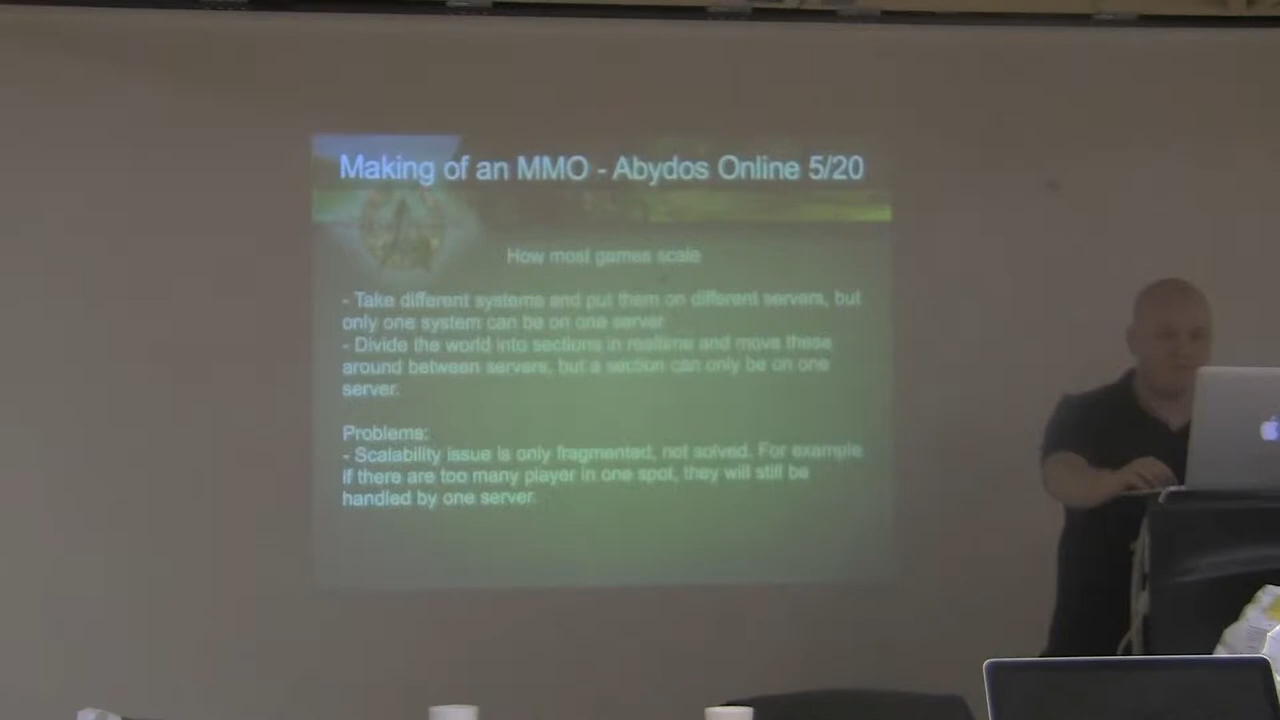 Making of an MMO - Abydos Online 5/20
How most games scale
- Take different systems and put them on different servers, but
only one system can be on one server
- Divide the world into sections in realtime and move these
around between servers, but a section can only be on one
server.
Problems:
- Scalability issue is only fragmented, not solved. For example
if there are too many player in one spot, they will still be
handled by one server.